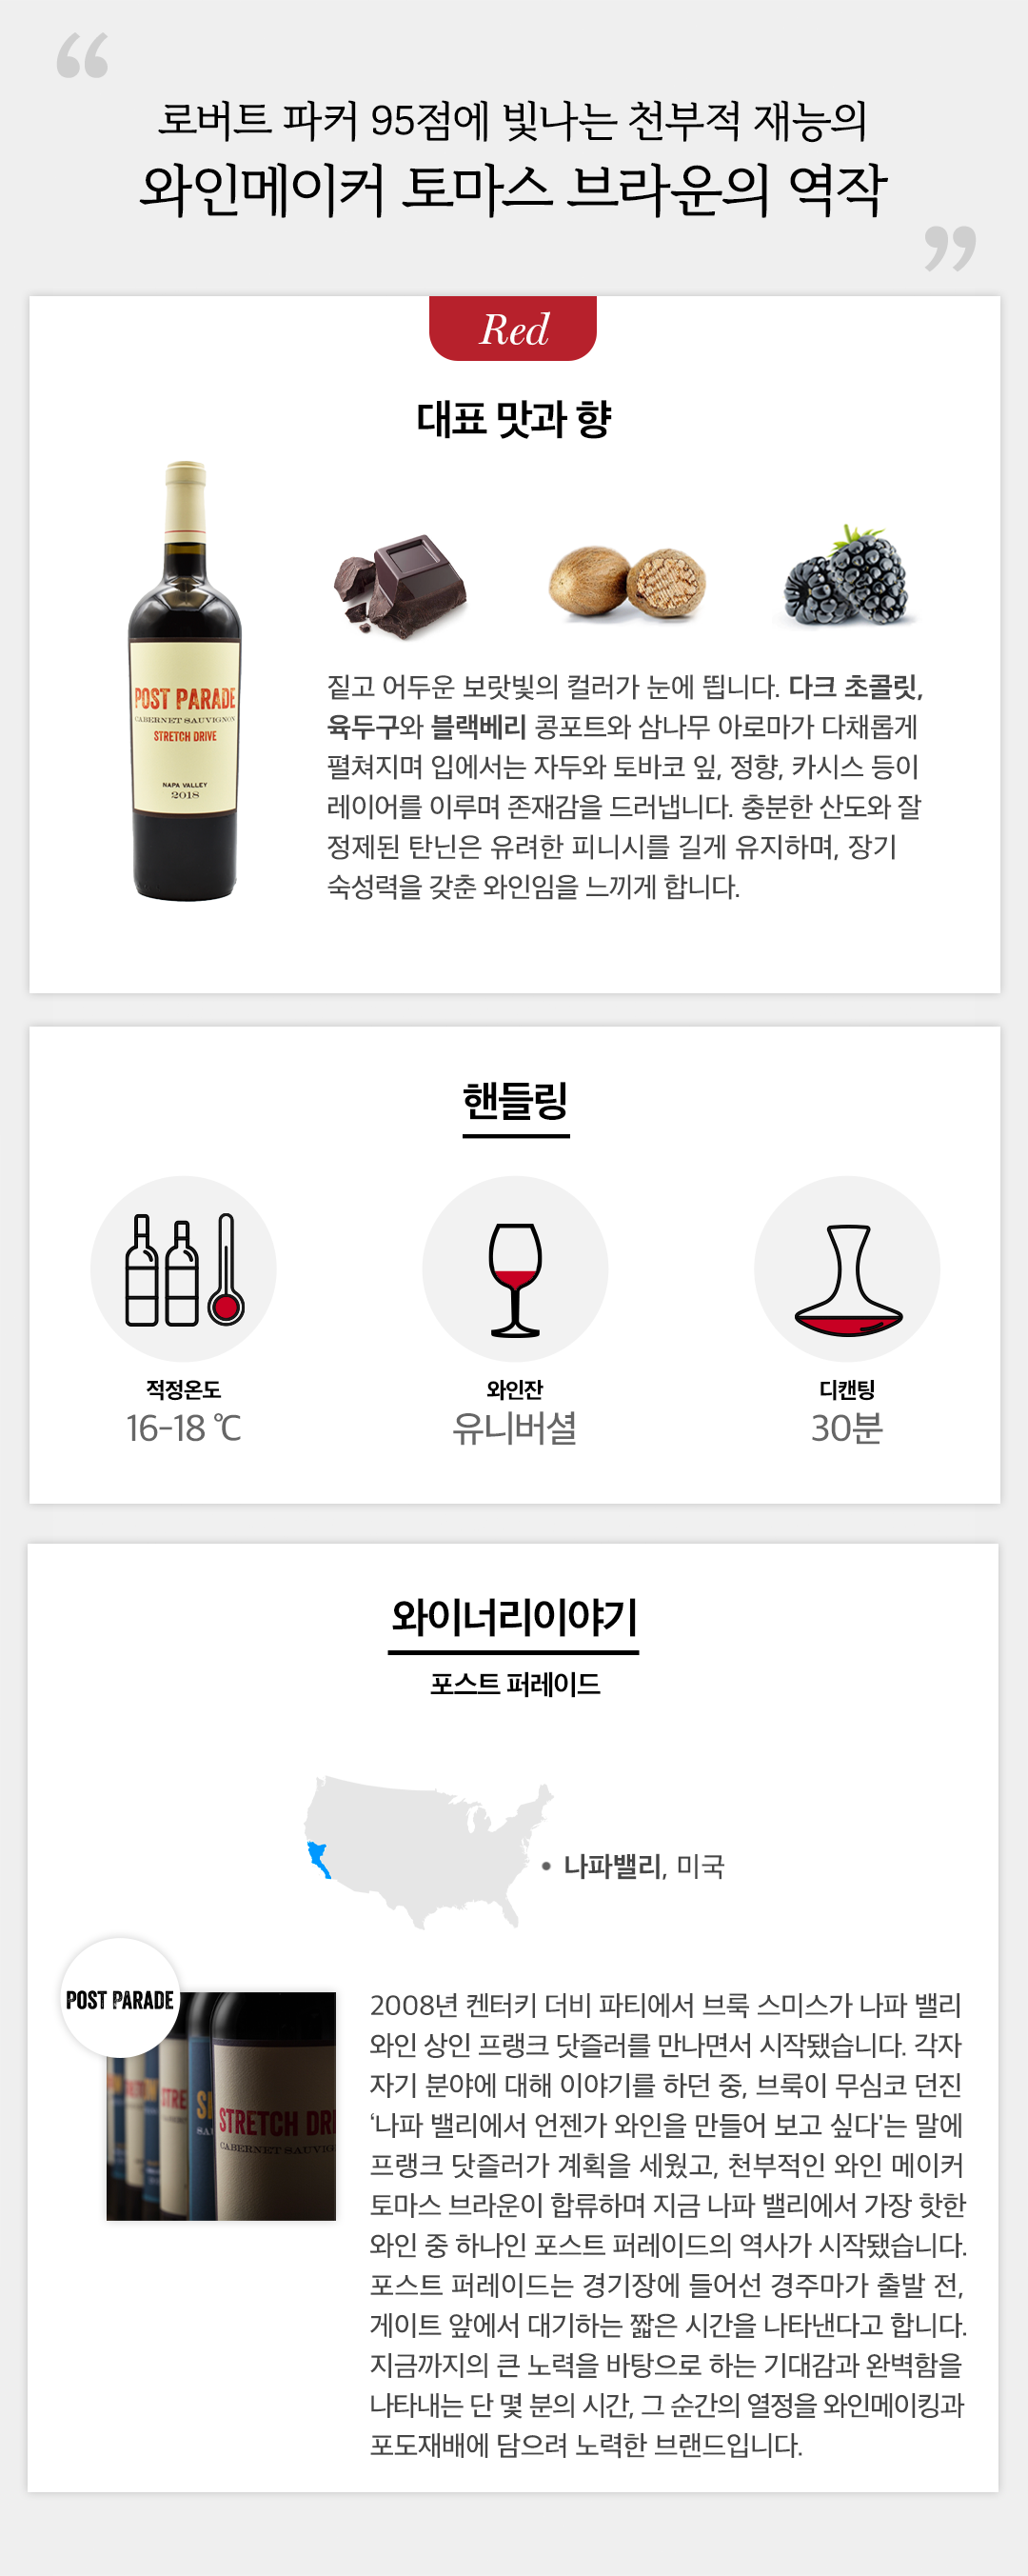 로버트 파커 95점에 빛나는 천부적 재능의
와인메이커 토마스 브라운의 역작
Red
대표 맛과 향
POST PARADE
CABERNET SAUVIGNON
STRETCH DRIVE
NAPA VALLEY
2018
짙고 어두운 보랏빛의 컬러가 눈에 띕니다. 다크 초콜릿,
육두구와 블랙베리 콩포트와 삼나무 아로마가 다채롭게
펼쳐지며 입에서는 자두와 토바코 잎, 정향, 카시스 등이
레이어를 이루며 존재감을 드러냅니다. 충분한 산도와 잘
정제된 탄닌은 유려한 피니시를 길게 유지하며, 장기
숙성력을 갖춘 와인임을 느끼게 합니다.
핸들링
적정온도
16-18 ℃
와인잔
유니버셜
디캔팅
30분
와이너리이야기
포스트 퍼레이드
• 나파밸리, 미국
POST PARADE
STRETCH DRI
CABERNET SAUVIG
2008년 켄터키 더비 파티에서 브룩 스미스가 나파 밸리
와인 상인 프랭크 닷즐러를 만나면서 시작됐습니다. 각자
자기 분야에 대해 이야기를 하던 중, 브룩이 무심코 던진
‘나파 밸리에서 언젠가 와인을 만들어 보고 싶다'는 말에
프랭크 닷즐러가 계획을 세웠고, 천부적인 와인 메이커
토마스 브라운이 합류하며 지금 나파 밸리에서 가장 핫한
와인 중 하나인 포스트 퍼레이드의 역사가 시작됐습니다.
포스트 퍼레이드는 경기장에 들어선 경주마가 출발 전,
게이트 앞에서 대기하는 짧은 시간을 나타낸다고 합니다.
지금까지의 큰 노력을 바탕으로 하는 기대감과 완벽함을
나타내는 단 몇 분의 시간, 그 순간의 열정을 와인메이킹과
포도재배에 담으려 노력한 브랜드입니다.